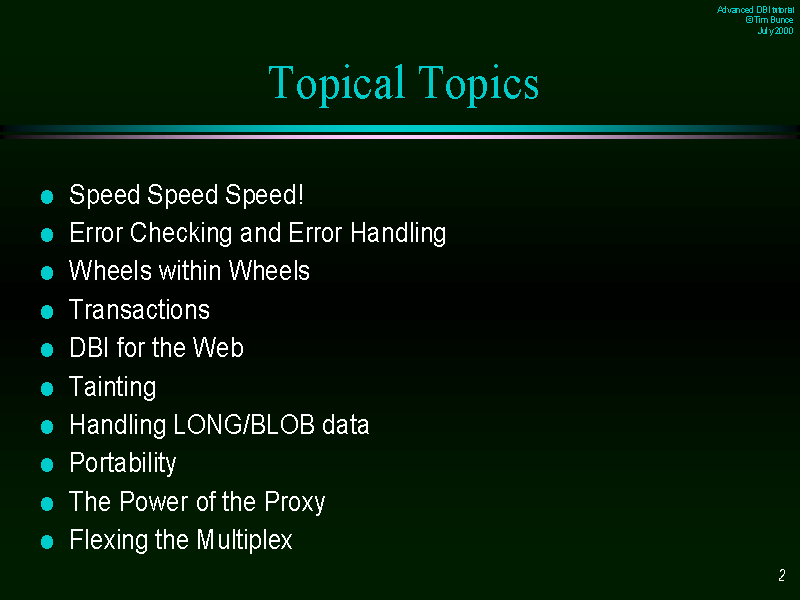 Advanced DBI tutorial
©Tim Bunce
July 2000
Topical Topics
Speed Speed Speed!
Error Checking and Error Handling
Wheels within Wheels
Transactions
DBI for the Web
Tainting
Handling LONG/BLOB data
Portability
The Power of the Proxy
Flexing the Multiplex
2